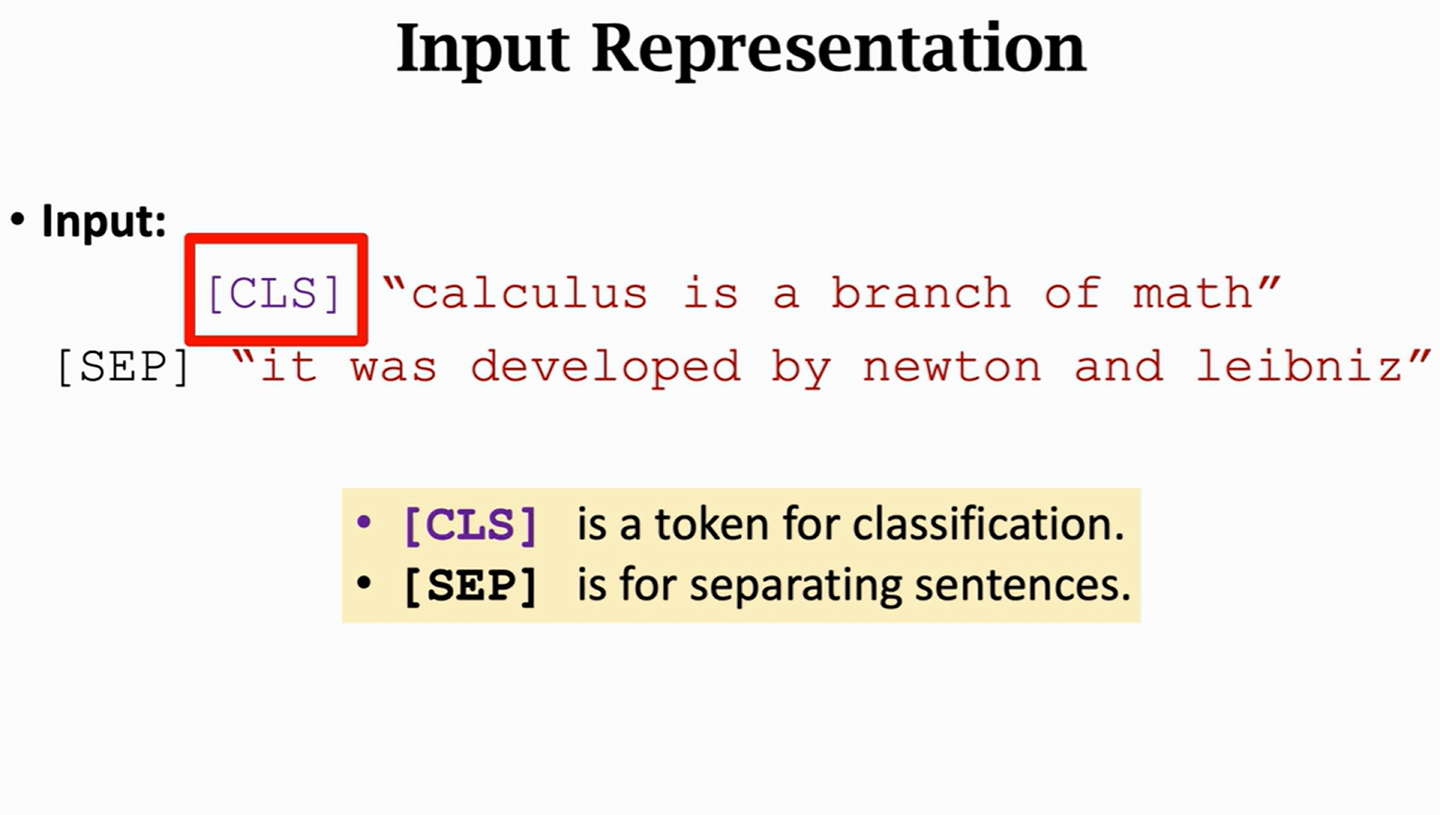 Input Representation
• Input:
[CLS] “calculus is a branch of math”
[SEP] “it was developed by newton and leibniz”
• [CLS] is a token for classification.
• [SEP] is for separating sentences.